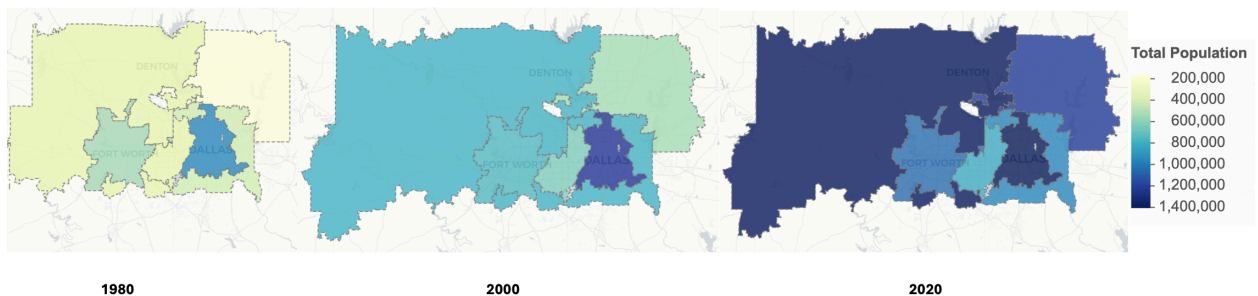 Total Population
200,000
400,000
600,000
800,000
1,000,000
1,200,000
1,400,000
DENTON
FORT WORTH
DALLAS
DENTON
FORT WORTH
DALLAS
DENTON
FORT WORTH
DALLAS
1980
2000
2020